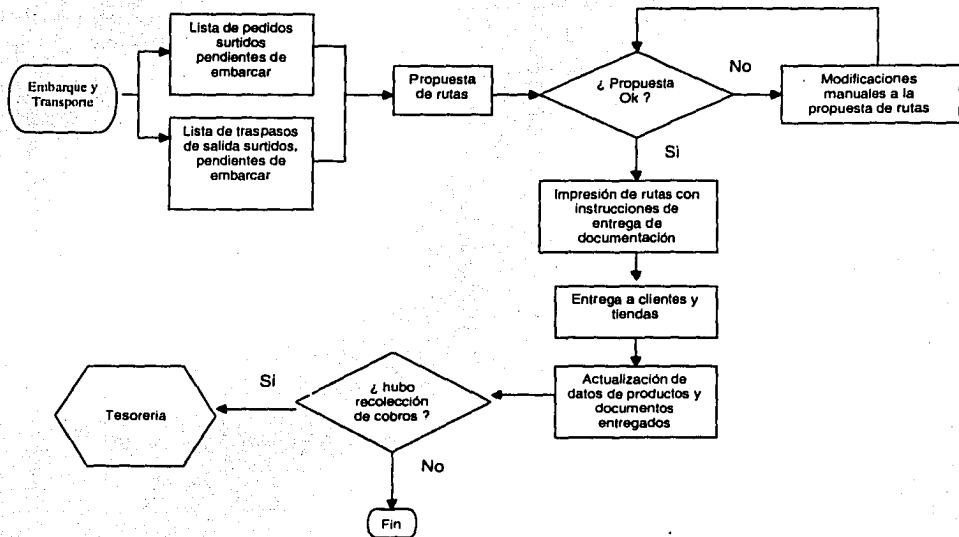 Embarque y
Transporte
Lista de pedidos
surtidos
pendientes de
embarcar
Lista de traspasos
de salida surtidos,
pendientes de
embarcar
Propuesta
de rutas
¿ Propuesta
Ok ?
No
Modificaciones
manuales a la
propuesta de rutas
Si
Impresión de rutas con
instrucciones de
entrega de
documentación
Entrega a clientes y
tiendas
Actualización de
datos de productos y
documentos
entregados
¿ hubo
recolección
de cobros ?
Si
Tesoreria
No
Fin